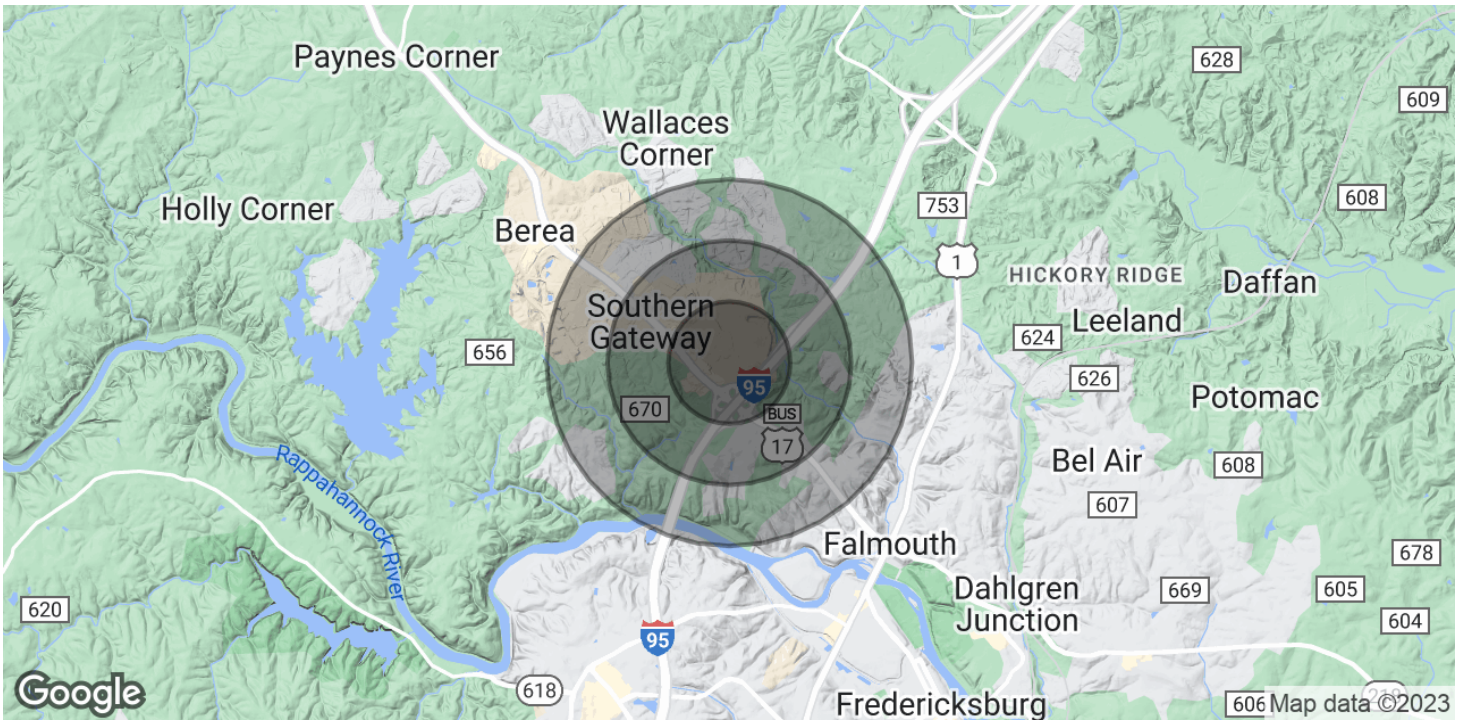 Paynes Corner
628
609
Wallaces
Corner
608
753
Holly Corner
Berea
1
HICKORY RIDGE
Daffan
Southern
Gateway
Leeland
624
656
626
95
Potomac
670
BUS
17
Bel Air
608
Rappahannock River
607
Falmouth
678
Dahlgren
Junction
669
605
620
604
95
618
Google
Fredericksburg
606
218
Map data ©2023